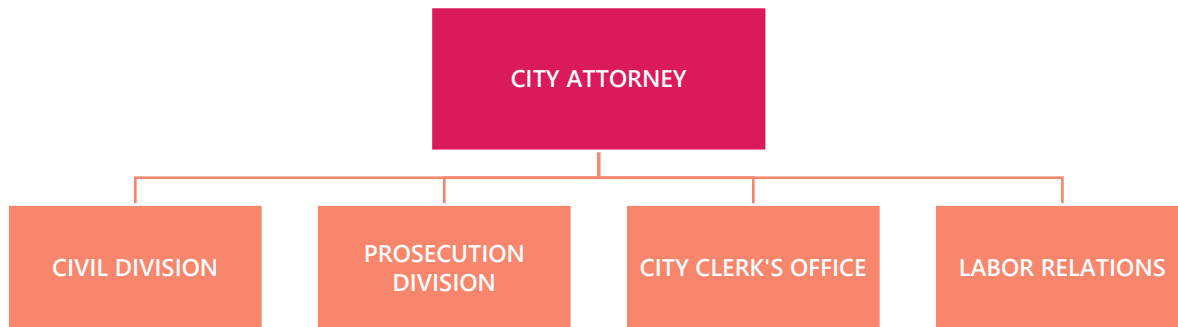 CITY ATTORNEY
CIVIL DIVISION
PROSECUTION
DIVISION
CITY CLERK'S OFFICE
LABOR RELATIONS